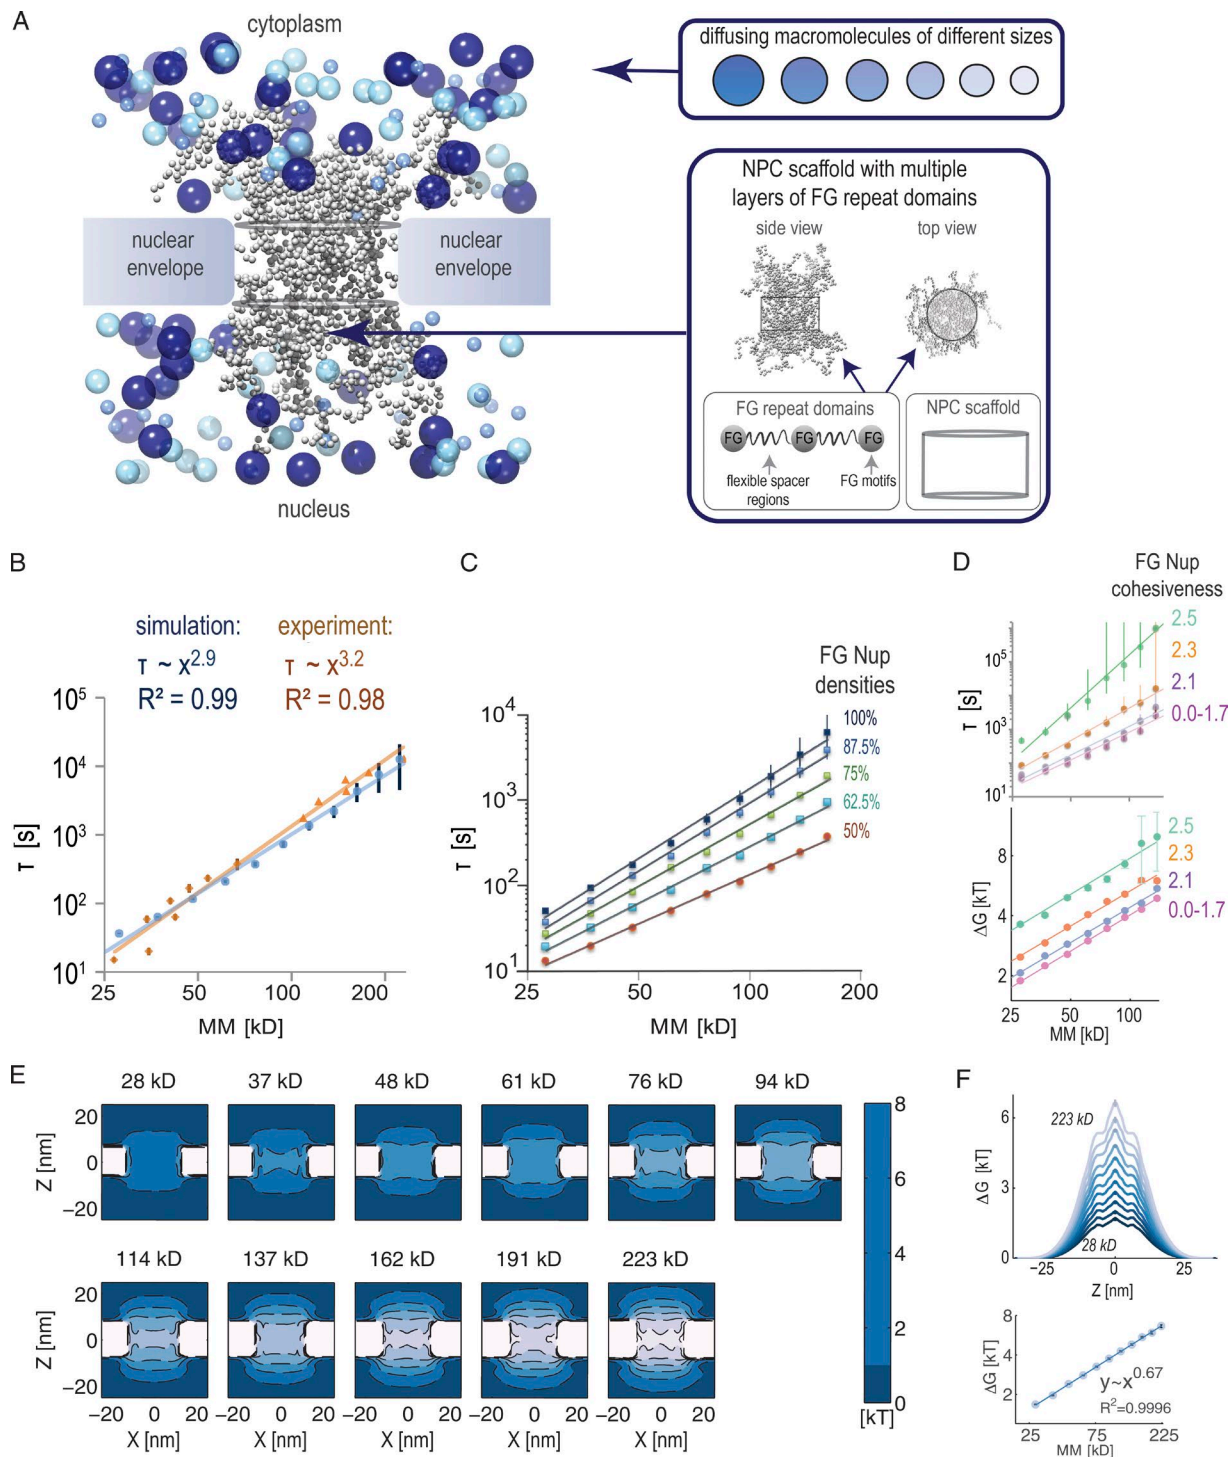 A
cytoplasm
nuclear
envelope
nuclear
envelope
nucleus
diffusing macromolecules of different sizes
NPC scaffold with multiple
layers of FG repeat domains
side view
top view
FG repeat domains
FG
FG
FG
flexible spacer
regions
FG motifs
NPC scaffold
B
simulation:
τ ~ x^2.9
R² = 0.99
experiment:
τ ~ x^3.2
R² = 0.98
10^5
10^4
10^3
10^2
10^1
τ [s]
25
50
100
200
MM [kD]
C
FG Nup
densities
100%
87.5%
75%
62.5%
50%
10^4
10^3
10^2
10^1
τ [s]
25
50
100
200
MM [kD]
D
FG Nup
cohesiveness
2.5
2.3
2.1
0.0-1.7
10^5
10^3
10^1
τ [s]
2.5
2.3
2.1
0.0-1.7
8
4
2
ΔG [kT]
25
50
100
MM [kD]
E
28 kD
37 kD
48 kD
61 kD
76 kD
94 kD
20
0
−20
Z [nm]
114 kD
137 kD
162 kD
191 kD
223 kD
20
0
−20
Z [nm]
−20 0 20
−20 0 20
−20 0 20
−20 0 20
−20 0 20
X [nm]
X [nm]
X [nm]
X [nm]
X [nm]
8
6
4
2
0
[kT]
F
223 kD
28 kD
6
3
0
ΔG [kT]
−25
0
25
Z [nm]
8
4
2
ΔG [kT]
y~x^0.67
R²=0.9996
25
75
225
MM [kD]